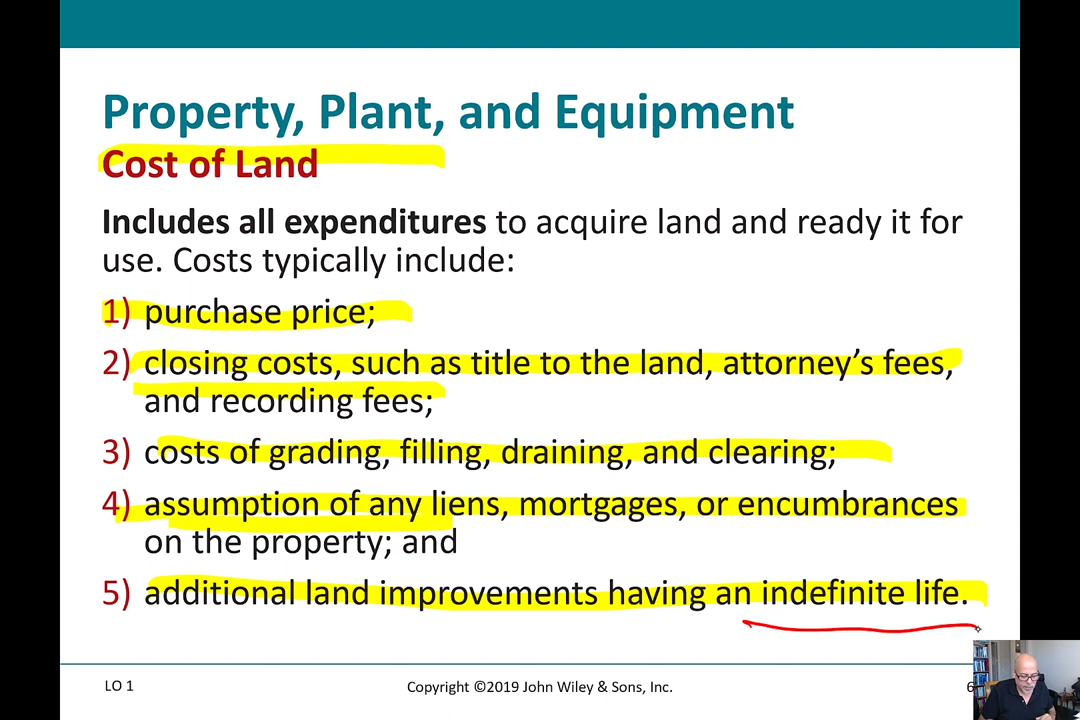 Property, Plant, and Equipment
Cost of Land
Includes all expenditures to acquire land and ready it for
use. Costs typically include:
1) purchase price;
2) closing costs, such as title to the land, attorney’s fees,
and recording fees;
3) costs of grading, filling, draining, and clearing;
4) assumption of any liens, mortgages, or encumbrances
on the property; and
5) additional land improvements having an indefinite life.
LO 1
Copyright ©2019 John Wiley & Sons, Inc.